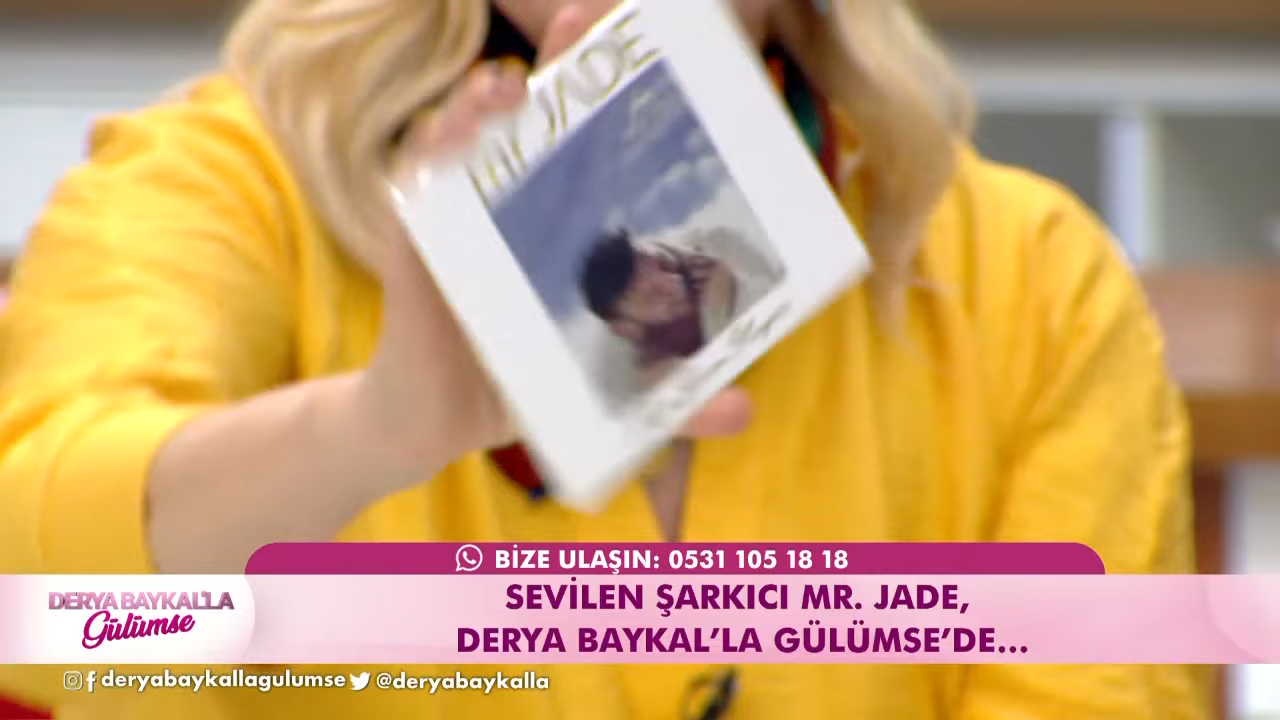 JADE
BİZE ULAŞIN: 0531 105 18 18
DERYA BAYKAL'LA
Gülümse
SEVİLEN ŞARKICI MR. JADE,
DERYA BAYKAL'LA GÜLÜMSE'DE...
deryabaykallagulumse @deryabaykalla